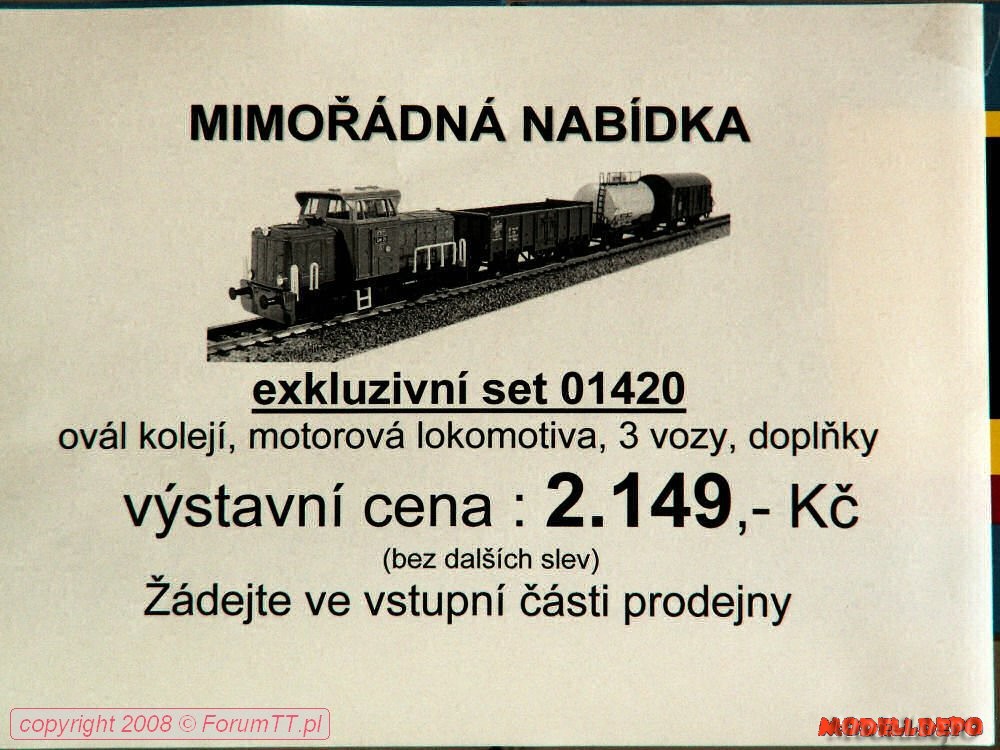 MIMOŘÁDNÁ NABÍDKA
exkluzivní set 01420
ovál kolejí, motorová lokomotiva, 3 vozy, doplňky
výstavní cena : 2.149,- Kč
(bez dalších slev)
Žádejte ve vstupní části prodejny
copyright 2008 © ForumTT.pl
MODELLDEPO